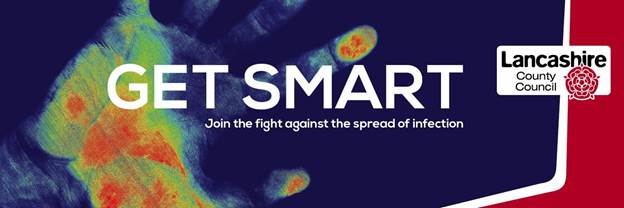 GET SMART
Join the fight against the spread of infection
Lancashire
County
Council